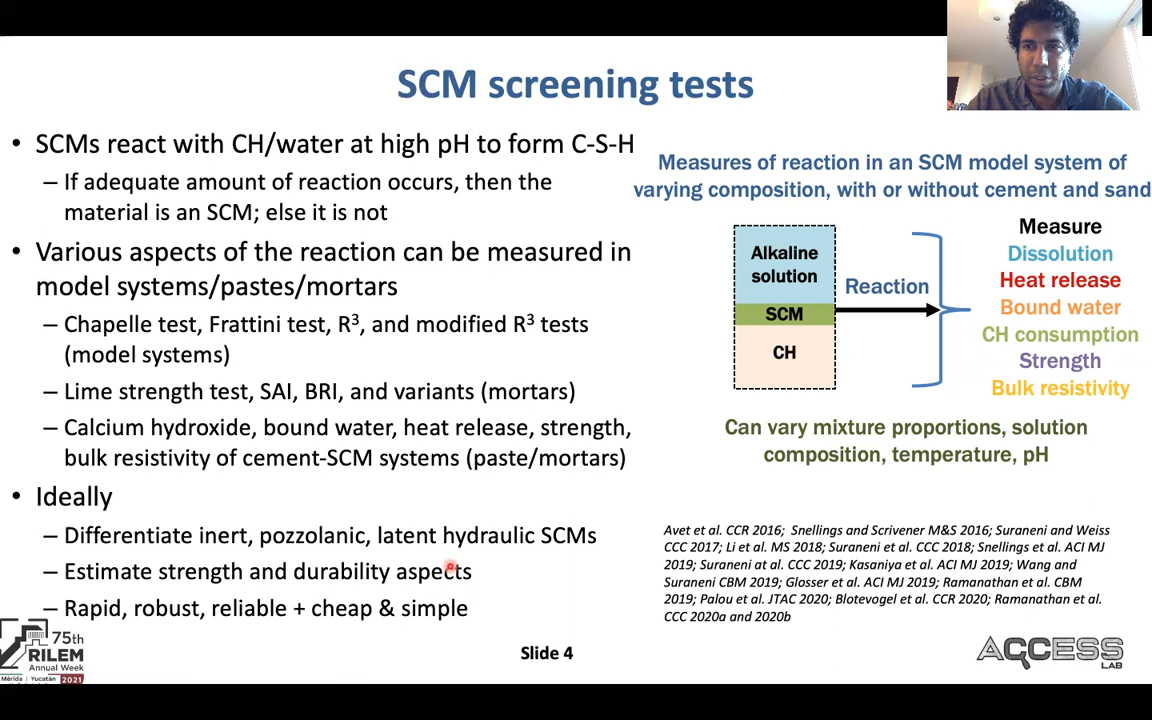 SCM screening tests
• SCMs react with CH/water at high pH to form C-S-H
– If adequate amount of reaction occurs, then the
material is an SCM; else it is not
• Various aspects of the reaction can be measured in
model systems/pastes/mortars
– Chapelle test, Frattini test, R³, and modified R³ tests
(model systems)
– Lime strength test, SAI, BRI, and variants (mortars)
– Calcium hydroxide, bound water, heat release, strength,
bulk resistivity of cement-SCM systems (paste/mortars)
• Ideally
– Differentiate inert, pozzolanic, latent hydraulic SCMs
– Estimate strength and durability aspects
– Rapid, robust, reliable + cheap & simple
Measures of reaction in an SCM model system of
varying composition, with or without cement and sand
Alkaline
solution
SCM
CH
Reaction
Measure
Dissolution
Heat release
Bound water
CH consumption
Strength
Bulk resistivity
Can vary mixture proportions, solution
composition, temperature, pH
Avet et al. CCR 2016; Snellings and Scrivener M&S 2016; Suraneni and Weiss
CCC 2017; Li et al. MS 2018; Suraneni et al. CCC 2018; Snellings et al. ACI MJ
2019; Suraneni at al. CCC 2019; Kasaniya et al. ACI MJ 2019; Wang and
Suraneni CBM 2019; Glosser et al. ACI MJ 2019; Ramanathan et al. CBM
2019; Palou et al. JTAC 2020; Blotevogel et al. CCR 2020; Ramanathan et al.
CCC 2020a and 2020b
75th
RILEM
Annual Week
Mérida | Yucatán 2021
Slide 4
ACCESS
LAB